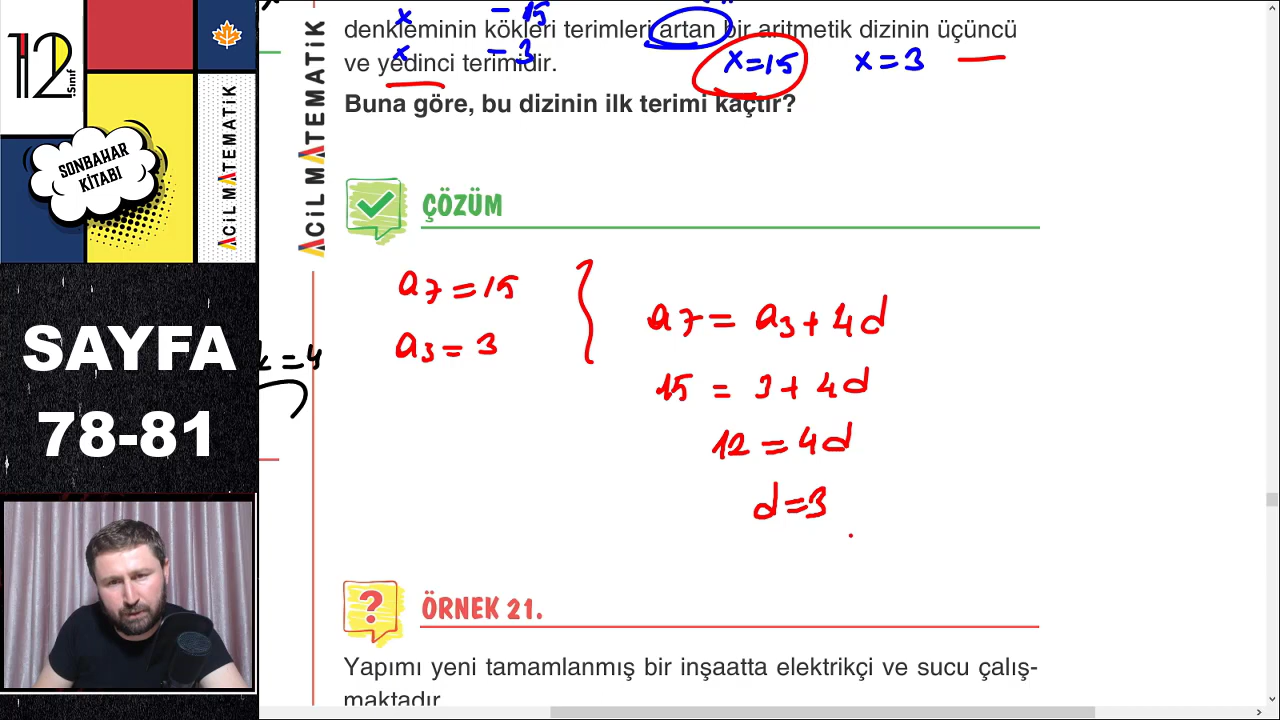 12
.Sınıf
SONBAHAR
KİTABI
ACİL MATEMATİK
SAYFA
78-81
ACİL MATEMATİK
x - 15
denkleminin kökleri terimleri artan bir aritmetik dizinin üçüncü
x - 3
ve yedinci terimidir.
x=15 x=3
Buna göre, bu dizinin ilk terimi kaçtır?
ÇÖZÜM
a7 = 15
a3 = 3
a7 = a3 + 4d
15 = 3 + 4d
12 = 4d
d = 3
= 4
ÖRNEK 21.
Yapımı yeni tamamlanmış bir inşaatta elektrikçi ve sucu çalış-
maktadır